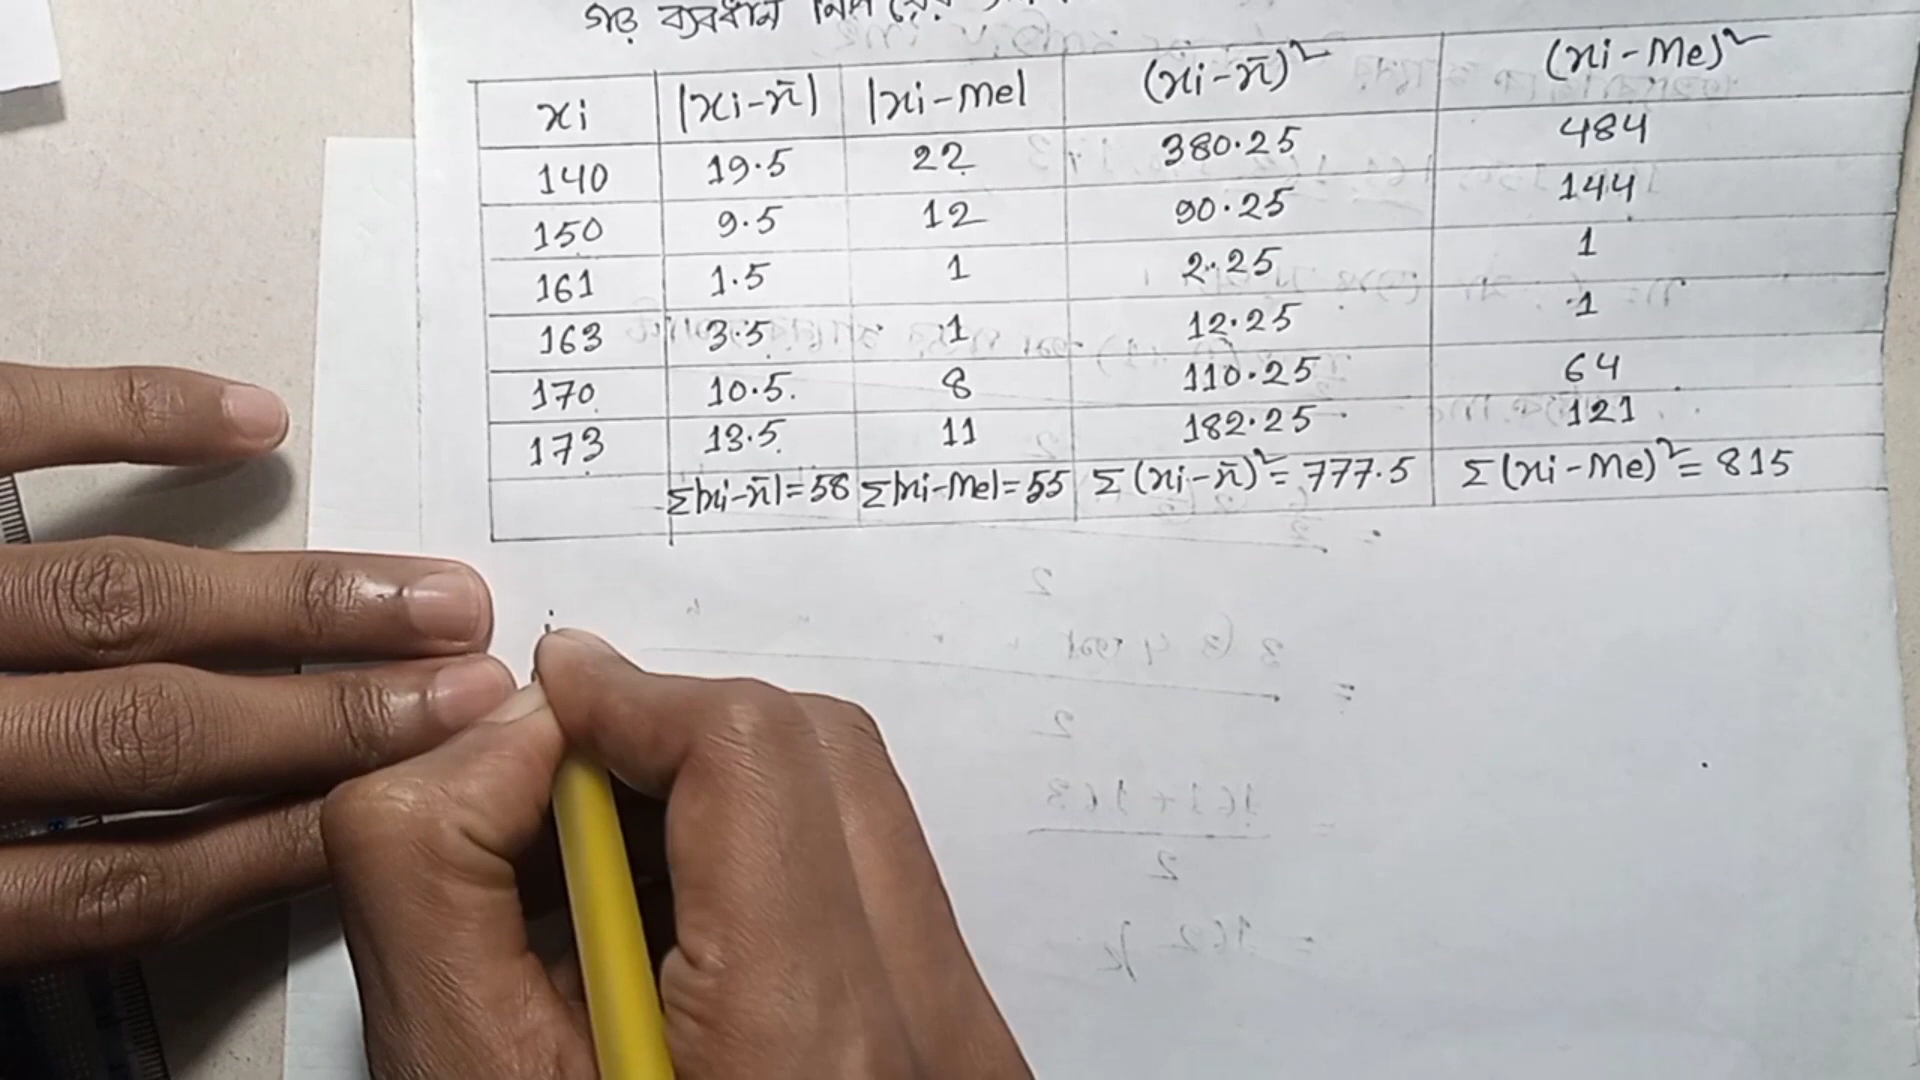 গড় ব্যবধান
xi |xi-x̄| |xi-Me| (xi-x̄)² (xi-Me)²
140 19.5 22 380.25 484
150 9.5 12 90.25 144
161 1.5 1 2.25 1
163 3.5 1 12.25 1
170 10.5 8 110.25 64
173 13.5 11 182.25 121
Σ|xi-x̄|=58 Σ|xi-Me|=55 Σ(xi-x̄)²=777.5 Σ(xi-Me)²=815